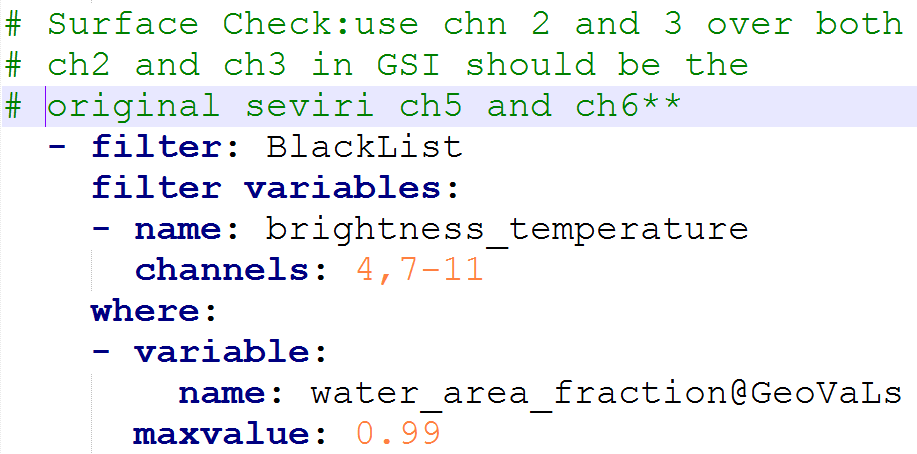 # Surface Check:use chn 2 and 3 over both
# ch2 and ch3 in GSI should be the
# original seviri ch5 and ch6**
- filter: BlackList
filter variables:
- name: brightness_temperature
channels: 4,7-11
where:
- variable:
name: water_area_fraction@GeoVaLs
maxvalue: 0.99